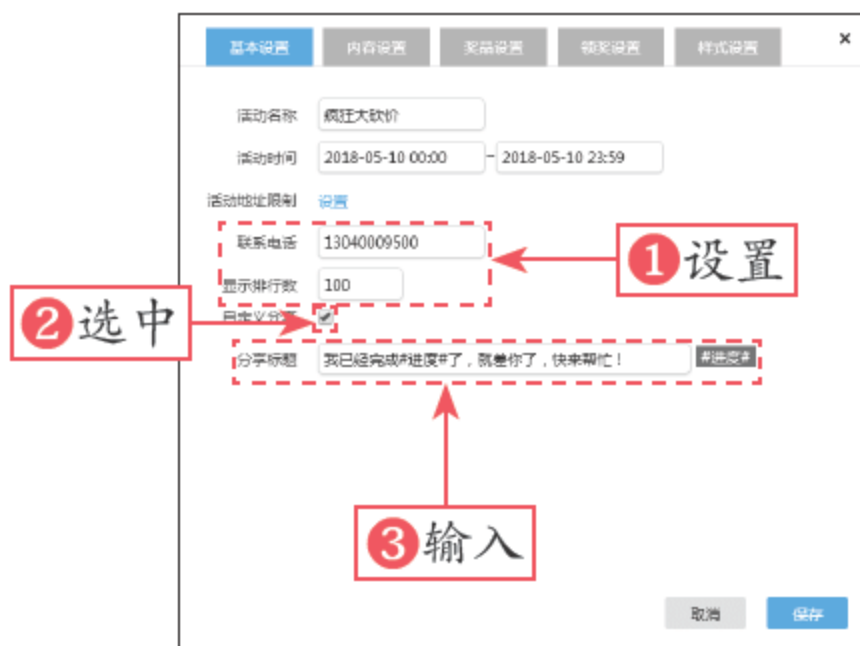 基本设置 内容设置 奖品设置 领奖设置 样式设置 ×
活动名称 疯狂大砍价
活动时间 2018-05-10 00:00 - 2018-05-10 23:59
活动地址限制 设置
联系电话 13040009500
❶设置
显示排行数 100
❷选中
自定义分享
分享标题 我已经完成#进度#了，就差你了，快来帮忙！ #进度#
❸输入
取消 保存